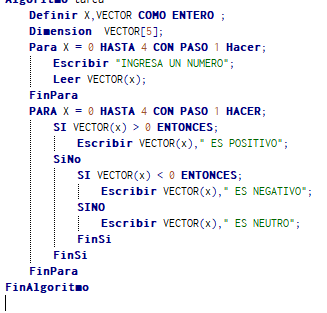 Algoritmo tarea
Definir X,VECTOR COMO ENTERO ;
Dimension VECTOR[5];
Para X = 0 HASTA 4 CON PASO 1 Hacer;
Escribir "INGRESA UN NUMERO";
Leer VECTOR(x);
FinPara
PARA X = 0 HASTA 4 CON PASO 1 HACER;
SI VECTOR(x) > 0 ENTONCES;
Escribir VECTOR(x)," ES POSITIVO";
SiNo
SI VECTOR(x) < 0 ENTONCES;
Escribir VECTOR(x)," ES NEGATIVO";
SINO
Escribir VECTOR(x)," ES NEUTRO";
FinSi
FinSi
FinPara
FinAlgoritmo